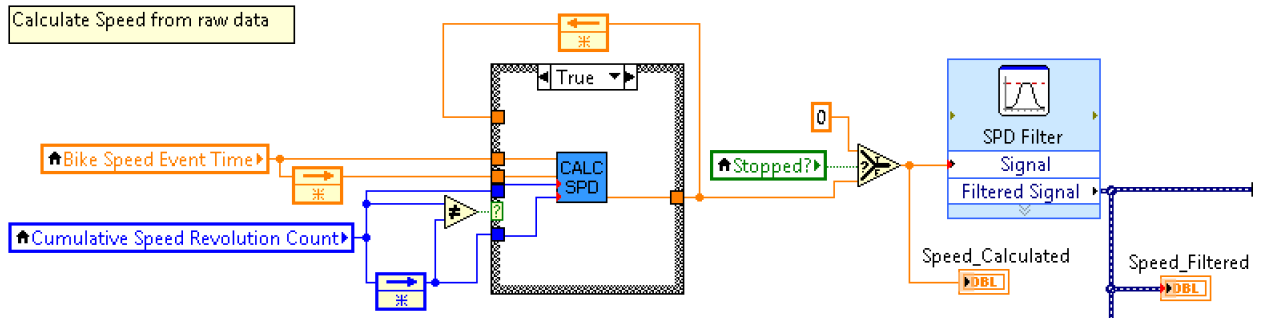 Calculate Speed from raw data
True
0
SPD Filter
Bike Speed Event Time
CALC
SPD
Stopped?
?
T
F
Signal
Filtered Signal
?
Cumulative Speed Revolution Count
Speed_Calculated
Speed_Filtered
DBL
DBL